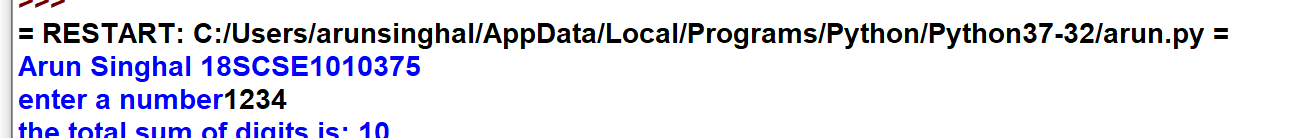 >>>
= RESTART: C:/Users/arunsinghal/AppData/Local/Programs/Python/Python37-32/arun.py =
Arun Singhal 18SCSE1010375
enter a number1234
the total sum of digits is: 10